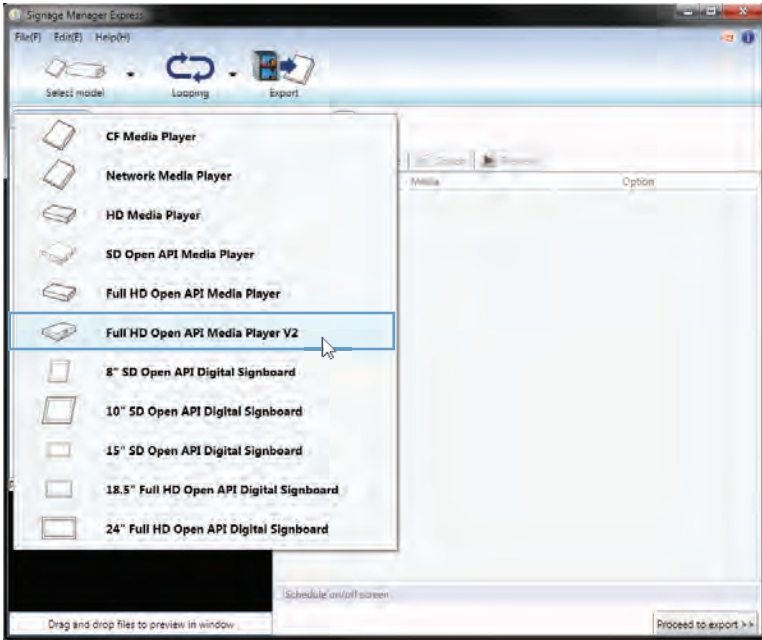 Signage Manager Express
File(F) Edit(E) Help(H)
Select model Looping Export
CF Media Player
Network Media Player
HD Media Player
SD Open API Media Player
Full HD Open API Media Player
Full HD Open API Media Player V2
8" SD Open API Digital Signboard
10" SD Open API Digital Signboard
15" SD Open API Digital Signboard
18.5" Full HD Open API Digital Signboard
24" Full HD Open API Digital Signboard
Media Option
Schedule on/off screen
Drag and drop files to preview in window
Proceed to export >>